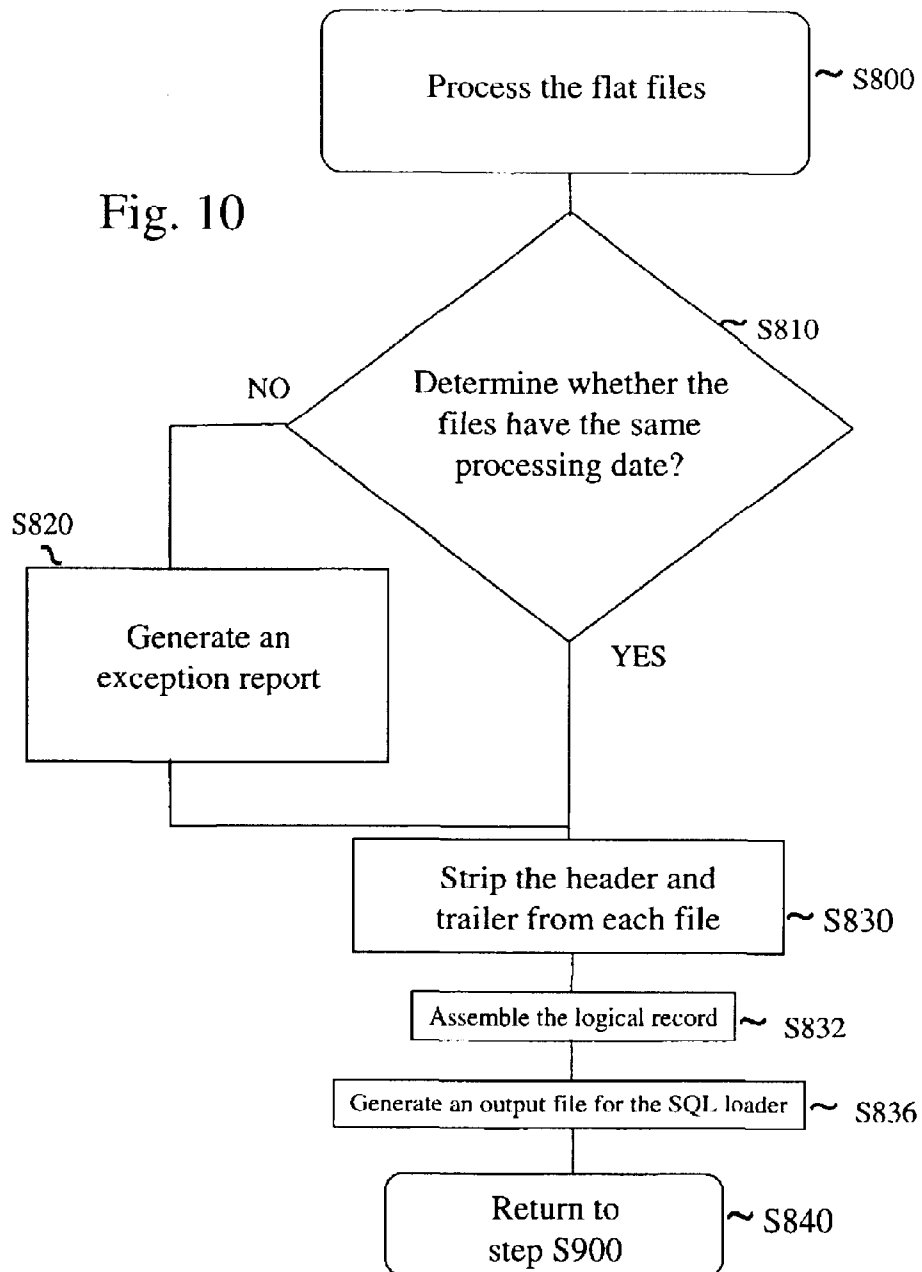 Process the flat files
~ S800
Fig. 10
~ S810
Determine whether the
files have the same
processing date?
NO
S820
~
Generate an
exception report
YES
Strip the header and
trailer from each file
~ S830
Assemble the logical record
~ S832
Generate an output file for the SQL loader
~ S836
Return to
step S900
~ S840